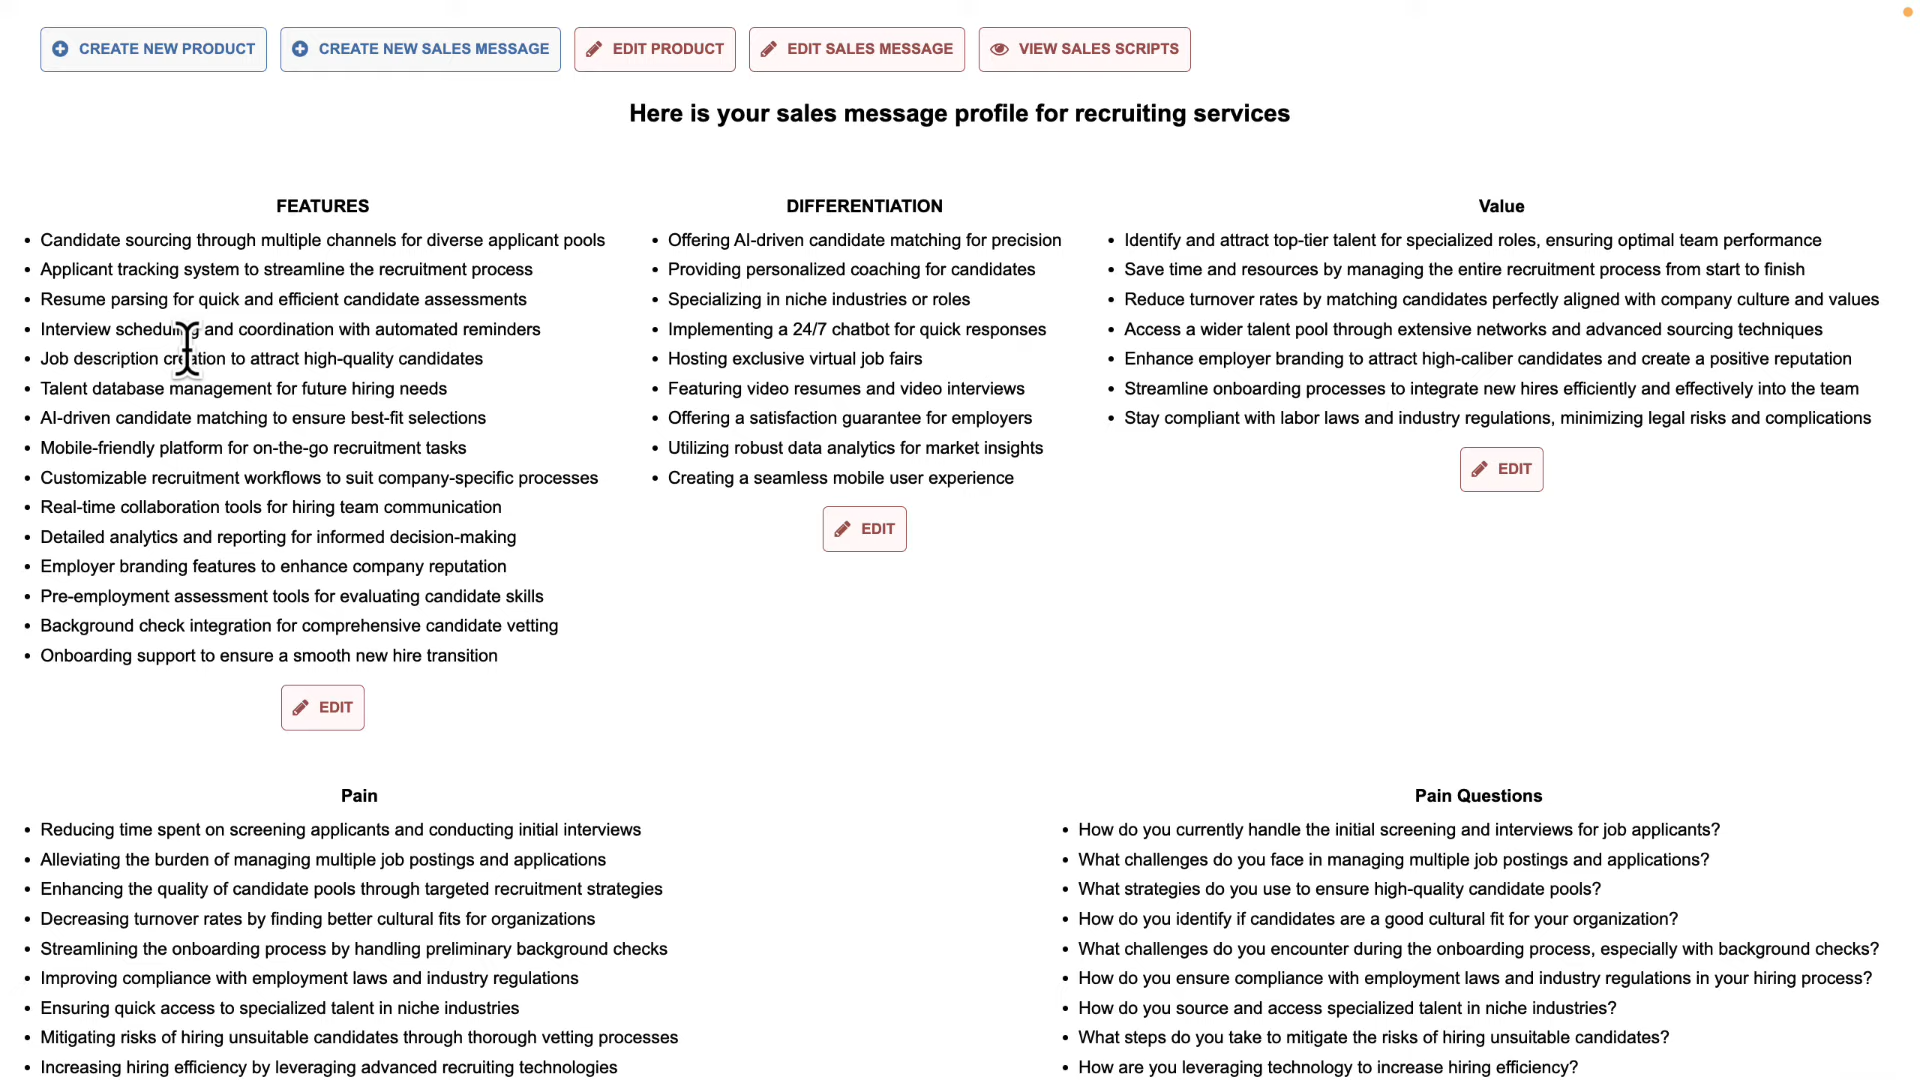 CREATE NEW PRODUCT
CREATE NEW SALES MESSAGE
EDIT PRODUCT
EDIT SALES MESSAGE
VIEW SALES SCRIPTS
Here is your sales message profile for recruiting services
FEATURES
• Candidate sourcing through multiple channels for diverse applicant pools
• Applicant tracking system to streamline the recruitment process
• Resume parsing for quick and efficient candidate assessments
• Interview scheduling and coordination with automated reminders
• Job description creation to attract high-quality candidates
• Talent database management for future hiring needs
• AI-driven candidate matching to ensure best-fit selections
• Mobile-friendly platform for on-the-go recruitment tasks
• Customizable recruitment workflows to suit company-specific processes
• Real-time collaboration tools for hiring team communication
• Detailed analytics and reporting for informed decision-making
• Employer branding features to enhance company reputation
• Pre-employment assessment tools for evaluating candidate skills
• Background check integration for comprehensive candidate vetting
• Onboarding support to ensure a smooth new hire transition
EDIT
DIFFERENTIATION
• Offering AI-driven candidate matching for precision
• Providing personalized coaching for candidates
• Specializing in niche industries or roles
• Implementing a 24/7 chatbot for quick responses
• Hosting exclusive virtual job fairs
• Featuring video resumes and video interviews
• Offering a satisfaction guarantee for employers
• Utilizing robust data analytics for market insights
• Creating a seamless mobile user experience
EDIT
Value
• Identify and attract top-tier talent for specialized roles, ensuring optimal team performance
• Save time and resources by managing the entire recruitment process from start to finish
• Reduce turnover rates by matching candidates perfectly aligned with company culture and values
• Access a wider talent pool through extensive networks and advanced sourcing techniques
• Enhance employer branding to attract high-caliber candidates and create a positive reputation
• Streamline onboarding processes to integrate new hires efficiently and effectively into the team
• Stay compliant with labor laws and industry regulations, minimizing legal risks and complications
EDIT
Pain
• Reducing time spent on screening applicants and conducting initial interviews
• Alleviating the burden of managing multiple job postings and applications
• Enhancing the quality of candidate pools through targeted recruitment strategies
• Decreasing turnover rates by finding better cultural fits for organizations
• Streamlining the onboarding process by handling preliminary background checks
• Improving compliance with employment laws and industry regulations
• Ensuring quick access to specialized talent in niche industries
• Mitigating risks of hiring unsuitable candidates through thorough vetting processes
• Increasing hiring efficiency by leveraging advanced recruiting technologies
Pain Questions
• How do you currently handle the initial screening and interviews for job applicants?
• What challenges do you face in managing multiple job postings and applications?
• What strategies do you use to ensure high-quality candidate pools?
• How do you identify if candidates are a good cultural fit for your organization?
• What challenges do you encounter during the onboarding process, especially with background checks?
• How do you ensure compliance with employment laws and industry regulations in your hiring process?
• How do you source and access specialized talent in niche industries?
• What steps do you take to mitigate the risks of hiring unsuitable candidates?
• How are you leveraging technology to increase hiring efficiency?